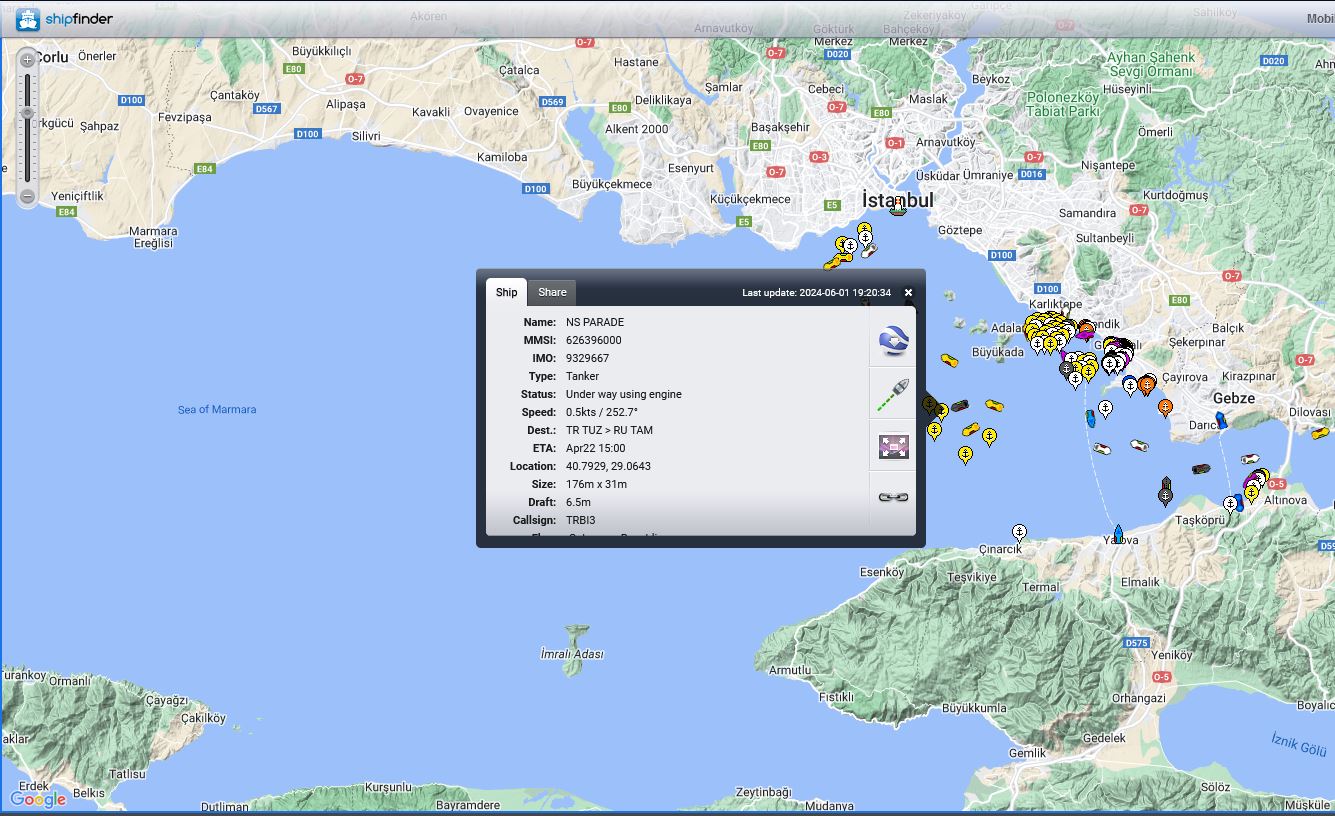 shipfinder
Mobi
Akören
Zekeriyaköy
Garipçe
Sahilköy
Arnavutköy
Göktürk
Merkez
Bahçeköy
Merkez
O-7
O-7
O-7
D020
D020
Çorlu
Önerler
Büyükkılıçlı
E80
O-7
Çatalca
Hastane
Şamlar
Cebeci
Beykoz
Ayhan Şahenk
Sevgi Ormanı
Hüseyinli
D100
Çantaköy
D567
Alipaşa
Kavakli
Ovayenice
D569
E80
Deliklikaya
O-7
Maslak
Polonezköy
Tabiat Parkı
Şahpaz
Fevzipaşa
D100
Silivri
Alkent 2000
Başakşehir
E80
Ömerli
Kamiloba
E80
O-3
O-1
Arnavutköy
O-7
Nişantepe
E84
Esenyurt
O-7
Üsküdar
Ümraniye
D016
Yeniçiftlik
E84
D100
Büyükçekmece
Küçükçekmece
E5
E5
İstanbul
Kurtdoğmuş
Samandıra
O-7
Marmara
Ereğlisi
Göztepe
Sultanbeyli
D100
Ship
Share
Last update: 2024-06-01 19:20:34
Name: NS PARADE
MMSI: 626396000
IMO: 9329667
Type: Tanker
Status: Under way using engine
Speed: 0.5kts / 252.7°
Dest.: TR TUZ > RU TAM
ETA: Apr22 15:00
Location: 40.7929, 29.0643
Size: 176m x 31m
Draft: 6.5m
Callsign: TRBI3
O-7
D100
E80
Karlıktepe
Adalar
Büyükada
Balçık
Şekerpınar
O-7
Çayırova
Kirazpınar
Gebze
Dilovası
Sea of Marmara
Darıca
O-5
Altınova
Taşköprü
Çınarcık
Yalova
Esenköy
Teşvikiye
Termal
Elmalık
İmralı Adası
D575
Yeniköy
Armutlu
O-5
Ormanlı
Fıstıklı
Orhangazi
Çayağzı
Çakılköy
Büyükkumla
Boyalıc
Gedelek
İznik Gölü
Gemlik
Tatlısu
Erdek
Belkıs
Kurşunlu
Zeytinbağı
Sölöz
Google
Dutliman
Bayramdere
Mudanya
Müşküle